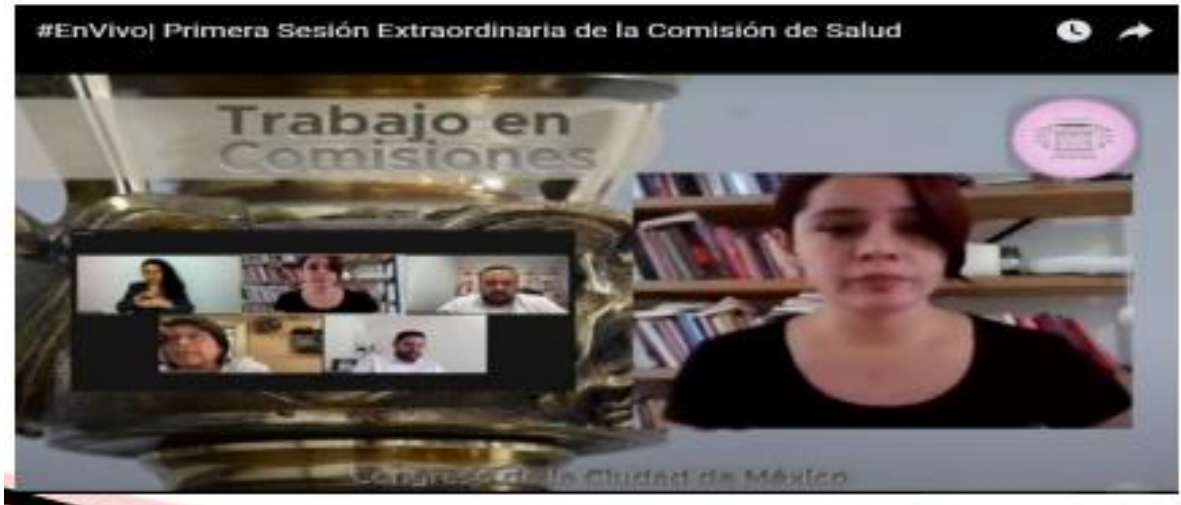 #EnVivo| Primera Sesión Extraordinaria de la Comisión de Salud
Trabajo en
Comisiones
Congreso de la Ciudad de México